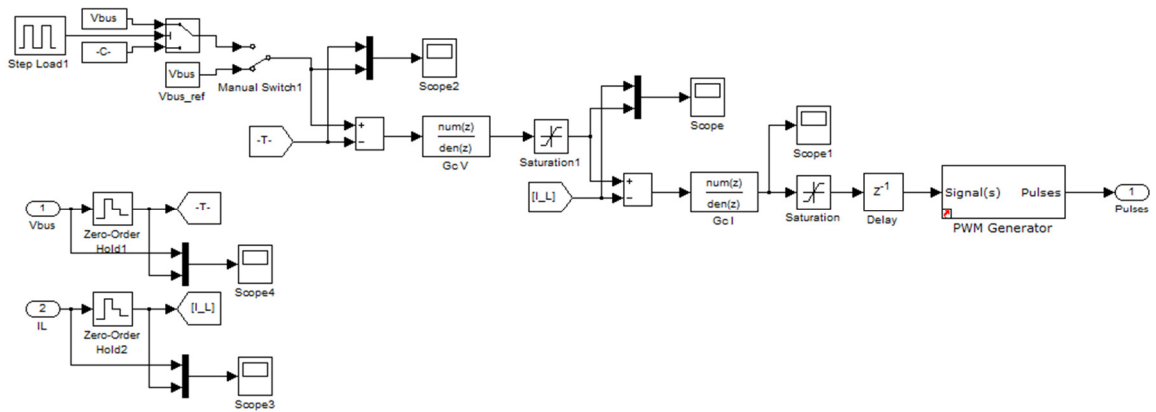 Vbus
-C-
Step Load1
Vbus
Vbus_ref
Manual Switch1
Scope2
-T-
+
−
num(z)
den(z)
Gc V
Saturation1
Scope
[I_L]
+
−
num(z)
den(z)
Gc I
Scope1
Saturation
z-1
Delay
Signal(s)
Pulses
PWM Generator
1
Pulses
1
Vbus
Zero-Order
Hold1
-T-
Scope4
2
IL
Zero-Order
Hold2
[I_L]
Scope3